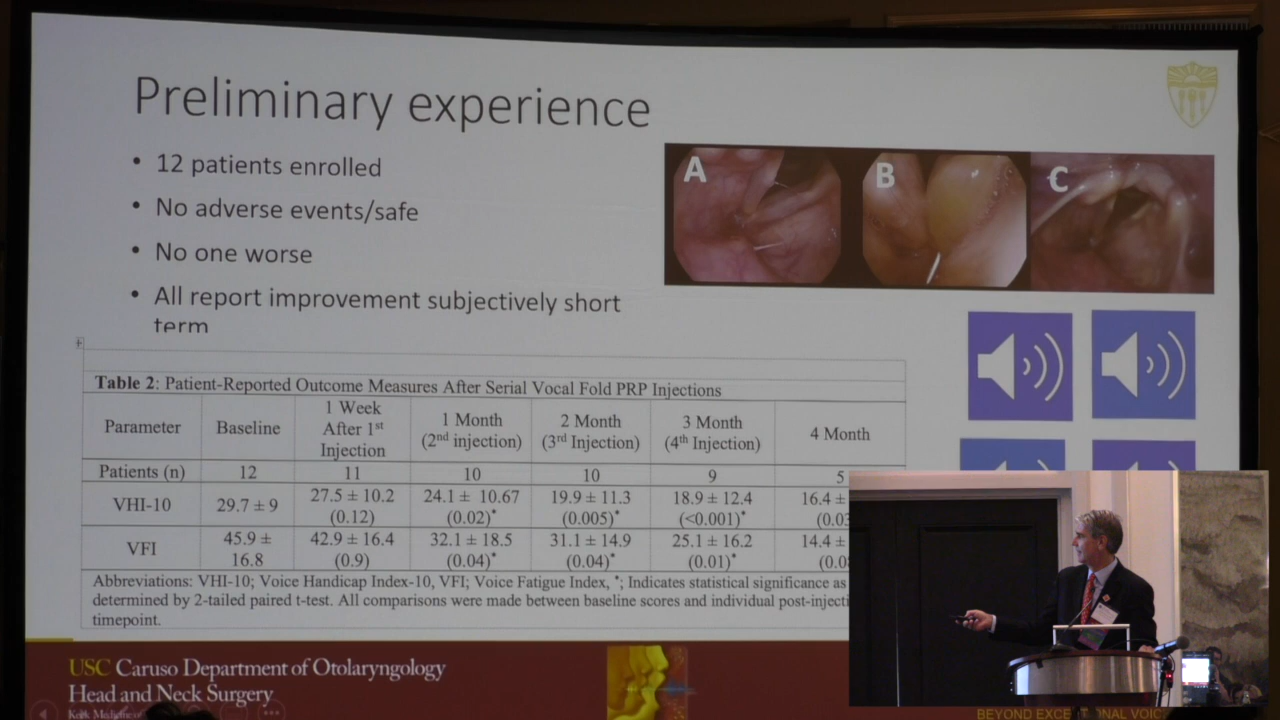 Preliminary experience
• 12 patients enrolled
• No adverse events/safe
• No one worse
• All report improvement subjectively short
term
A B C
Table 2: Patient-Reported Outcome Measures After Serial Vocal Fold PRP Injections
Parameter Baseline 1 Week After 1st Injection 1 Month (2nd injection) 2 Month (3rd Injection) 3 Month (4th Injection) 4 Month
Patients (n) 12 11 10 10 9 5
VHI-10 29.7 ± 9 27.5 ± 10.2 (0.12) 24.1 ± 10.67 (0.02)* 19.9 ± 11.3 (0.005)* 18.9 ± 12.4 (<0.001)* 16.4 ±
VFI 45.9 ± 16.8 42.9 ± 16.4 (0.9) 32.1 ± 18.5 (0.04)* 31.1 ± 14.9 (0.04)* 25.1 ± 16.2 (0.01)* 14.4 ±
Abbreviations: VHI-10; Voice Handicap Index-10, VFI; Voice Fatigue Index, *; Indicates statistical significance as
determined by 2-tailed paired t-test. All comparisons were made between baseline scores and individual post-injecti
timepoint.
USC Caruso Department of Otolaryngology
Head and Neck Surgery
Keck Medicine
BEYOND VOIC